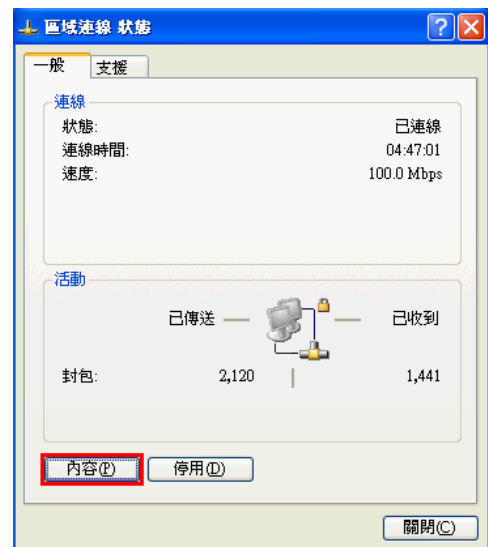 區域連線 狀態
一般
支援
連線
狀態: 已連線
連線時間: 04:47:01
速度: 100.0 Mbps
活動
已傳送 — — 已收到
封包: 2,120 | 1,441
內容(P) 停用(D)
關閉(C)